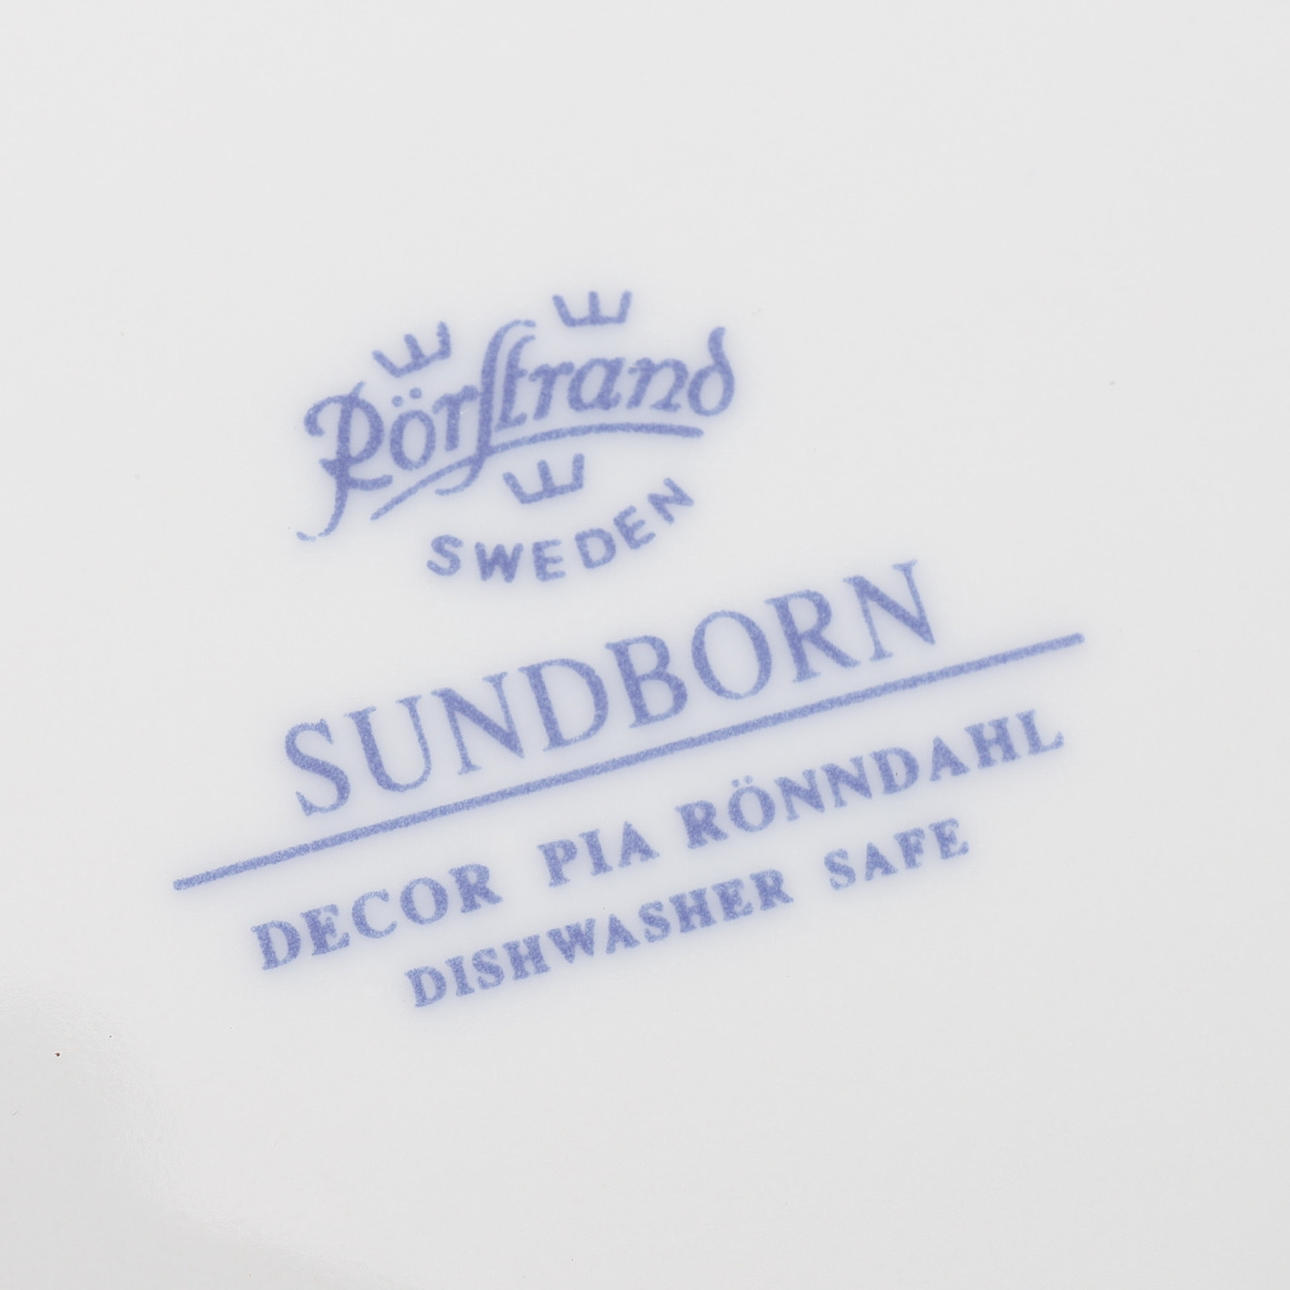 Rörstrand
SWEDEN
SUNDBORN
DECOR PIA RÖNNDAHL
DISHWASHER SAFE